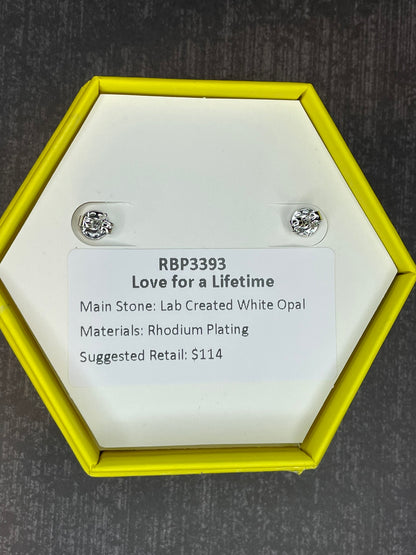 RBP3393
Love for a Lifetime
Main Stone: Lab Created White Opal
Materials: Rhodium Plating
Suggested Retail: $114